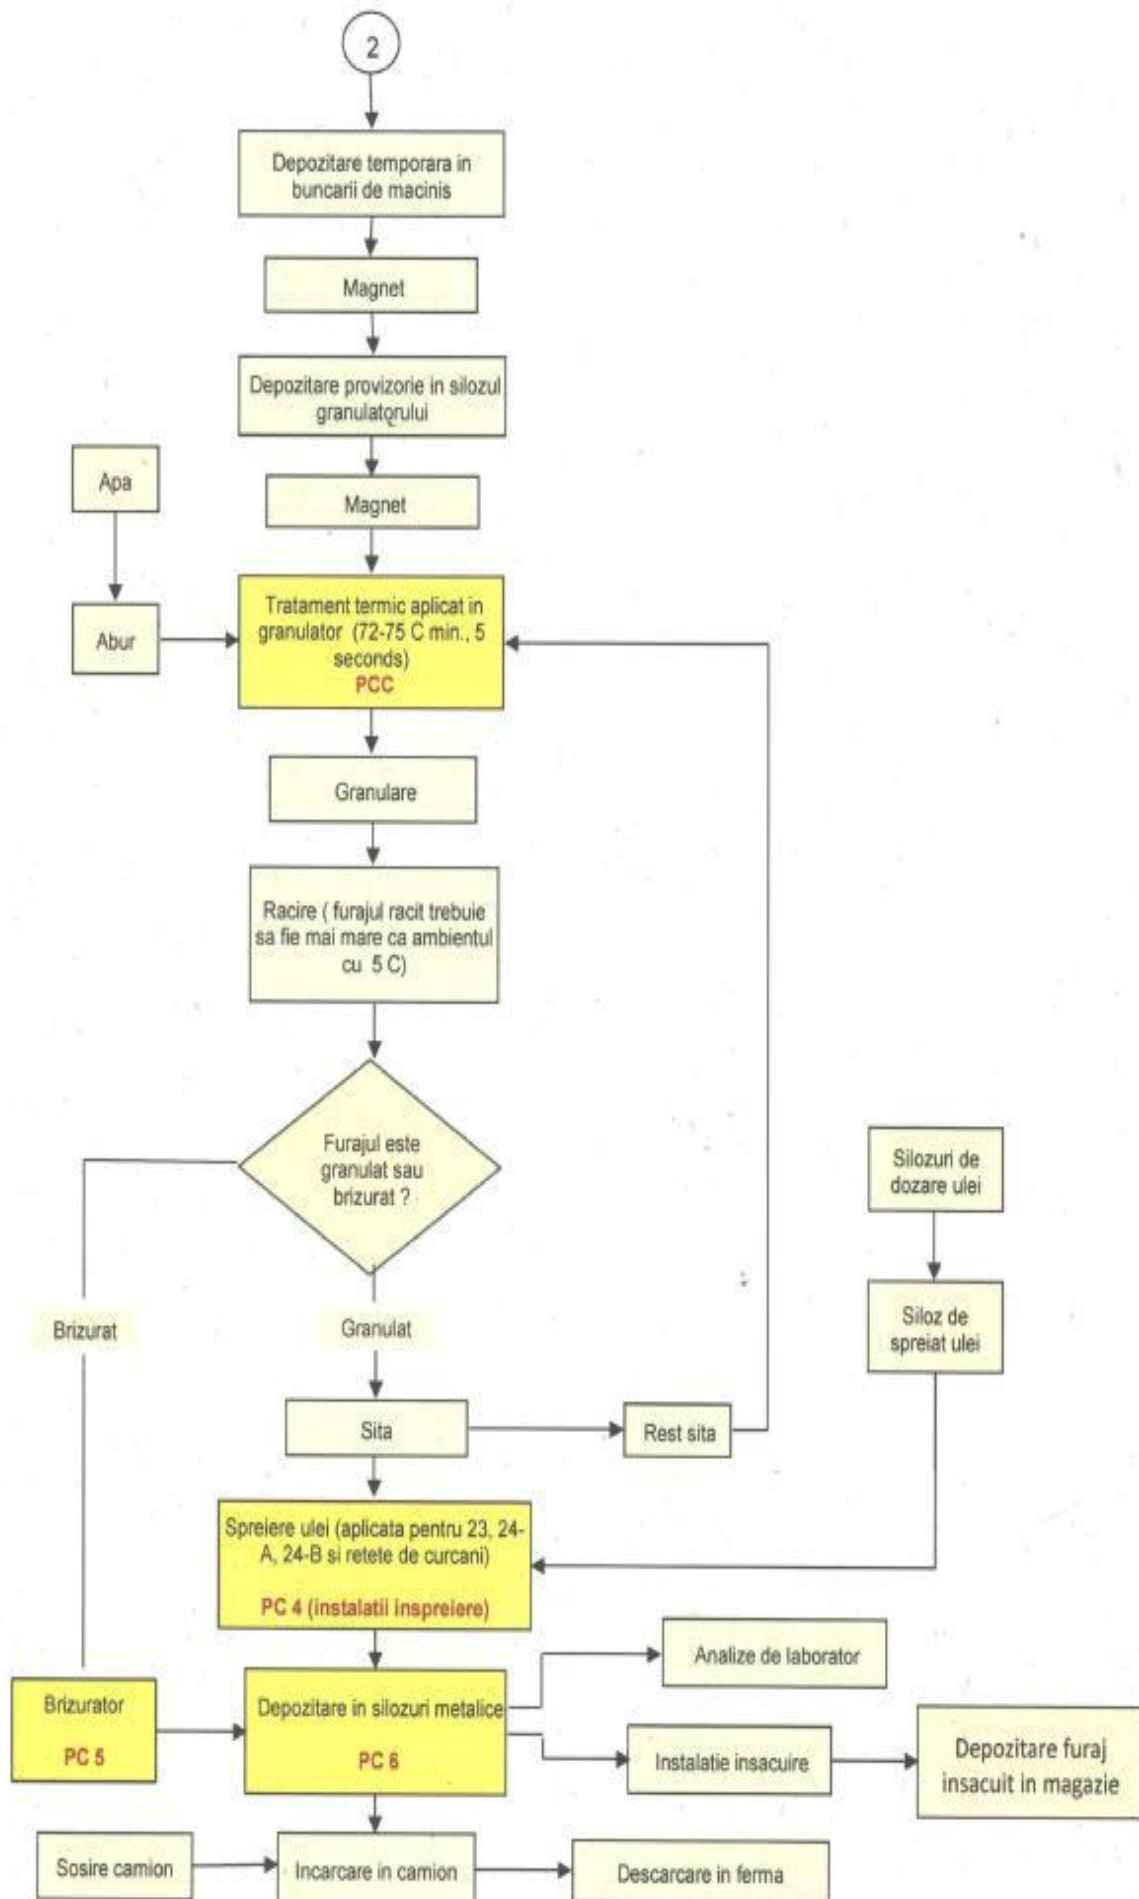 2
Depozitare temporara in
buncarii de macinis
Magnet
Depozitare provizorie in silozul
granulatorului
Apa
Magnet
Abur
Tratament termic aplicat in
granulator (72-75 C min., 5
seconds)
PCC
Granulare
Racire ( furajul racit trebuie
sa fie mai mare ca ambientul
cu 5 C)
Furajul este
granulat sau
brizurat ?
Silozuri de
dozare ulei
Siloz de
spreiat ulei
Brizurat
Granulat
Sita
Rest sita
Spreiere ulei (aplicata pentru 23, 24-
A, 24-B si retete de curcani)
PC 4 (instalatii inspreiere)
Analize de laborator
Brizurator
PC 5
Depozitare in silozuri metalice
PC 6
Instalatie insacuire
Depozitare furaj
insacuit in magazie
Sosire camion
Incarcare in camion
Descarcare in ferma